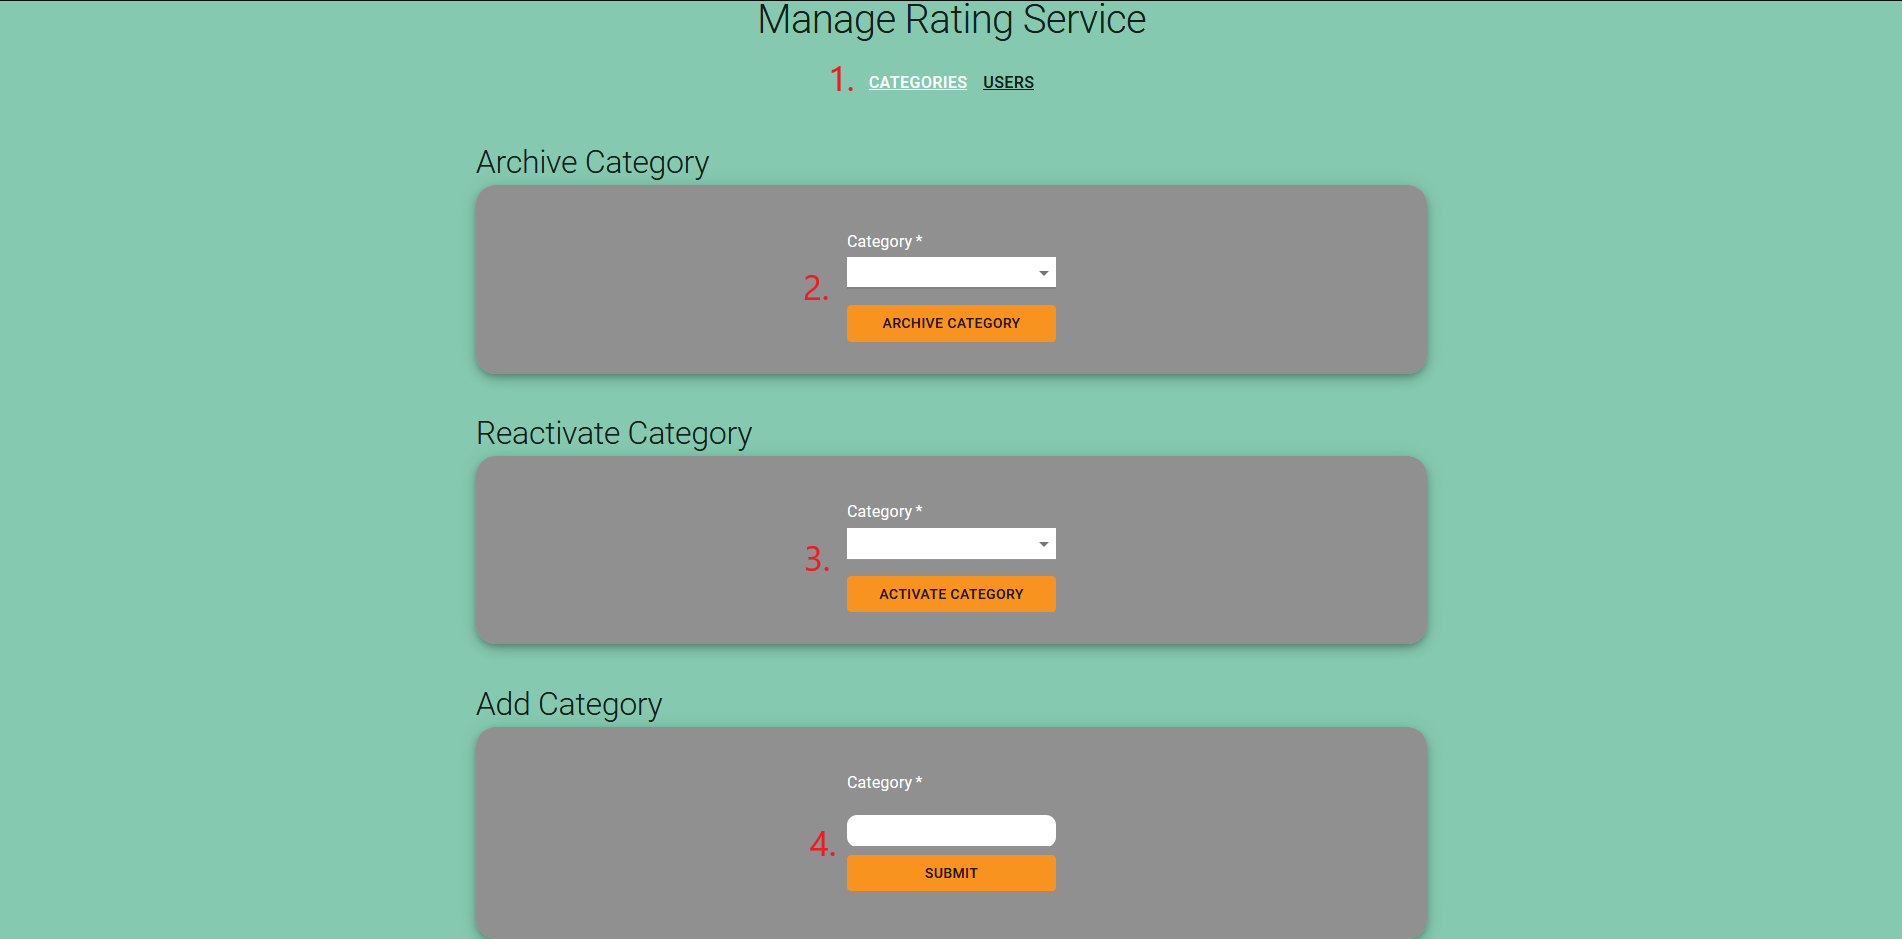 Manage Rating Service
1. CATEGORIES USERS
Archive Category
Category *
2.
ARCHIVE CATEGORY
Reactivate Category
Category *
3.
ACTIVATE CATEGORY
Add Category
Category *
4.
SUBMIT